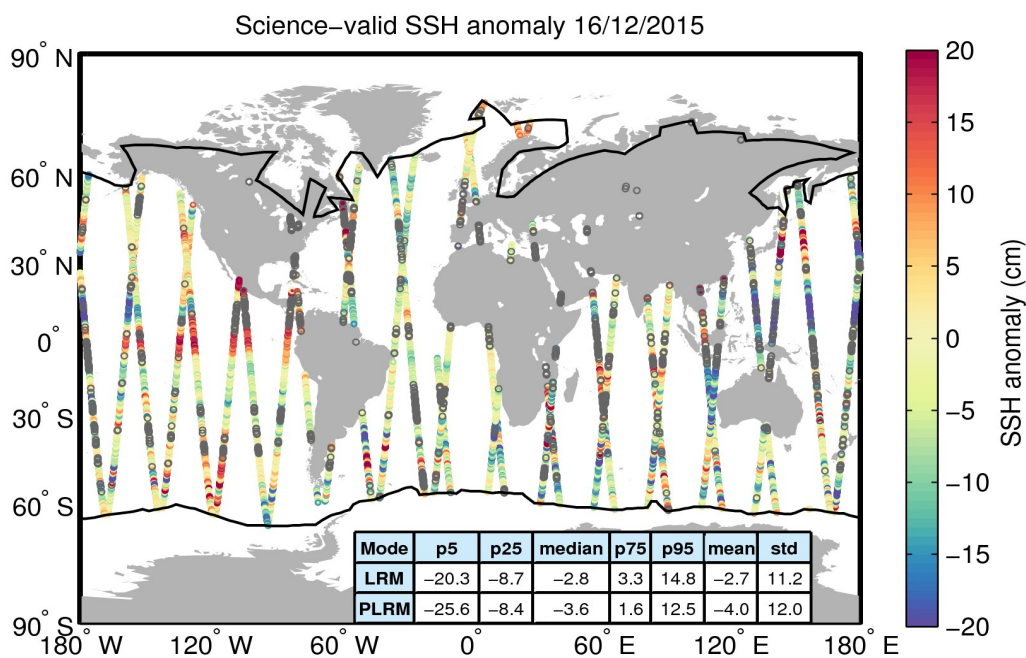 Science−valid SSH anomaly 16/12/2015
90° N
60° N
30° N
0°
30° S
60° S
90° S
180° W
120° W
60° W
0°
60° E
120° E
180° E
Mode p5 p25 median p75 p95 mean std
LRM −20.3 −8.7 −2.8 3.3 14.8 −2.7 11.2
PLRM −25.6 −8.4 −3.6 1.6 12.5 −4.0 12.0
20
15
10
5
0
−5
−10
−15
−20
SSH anomaly (cm)